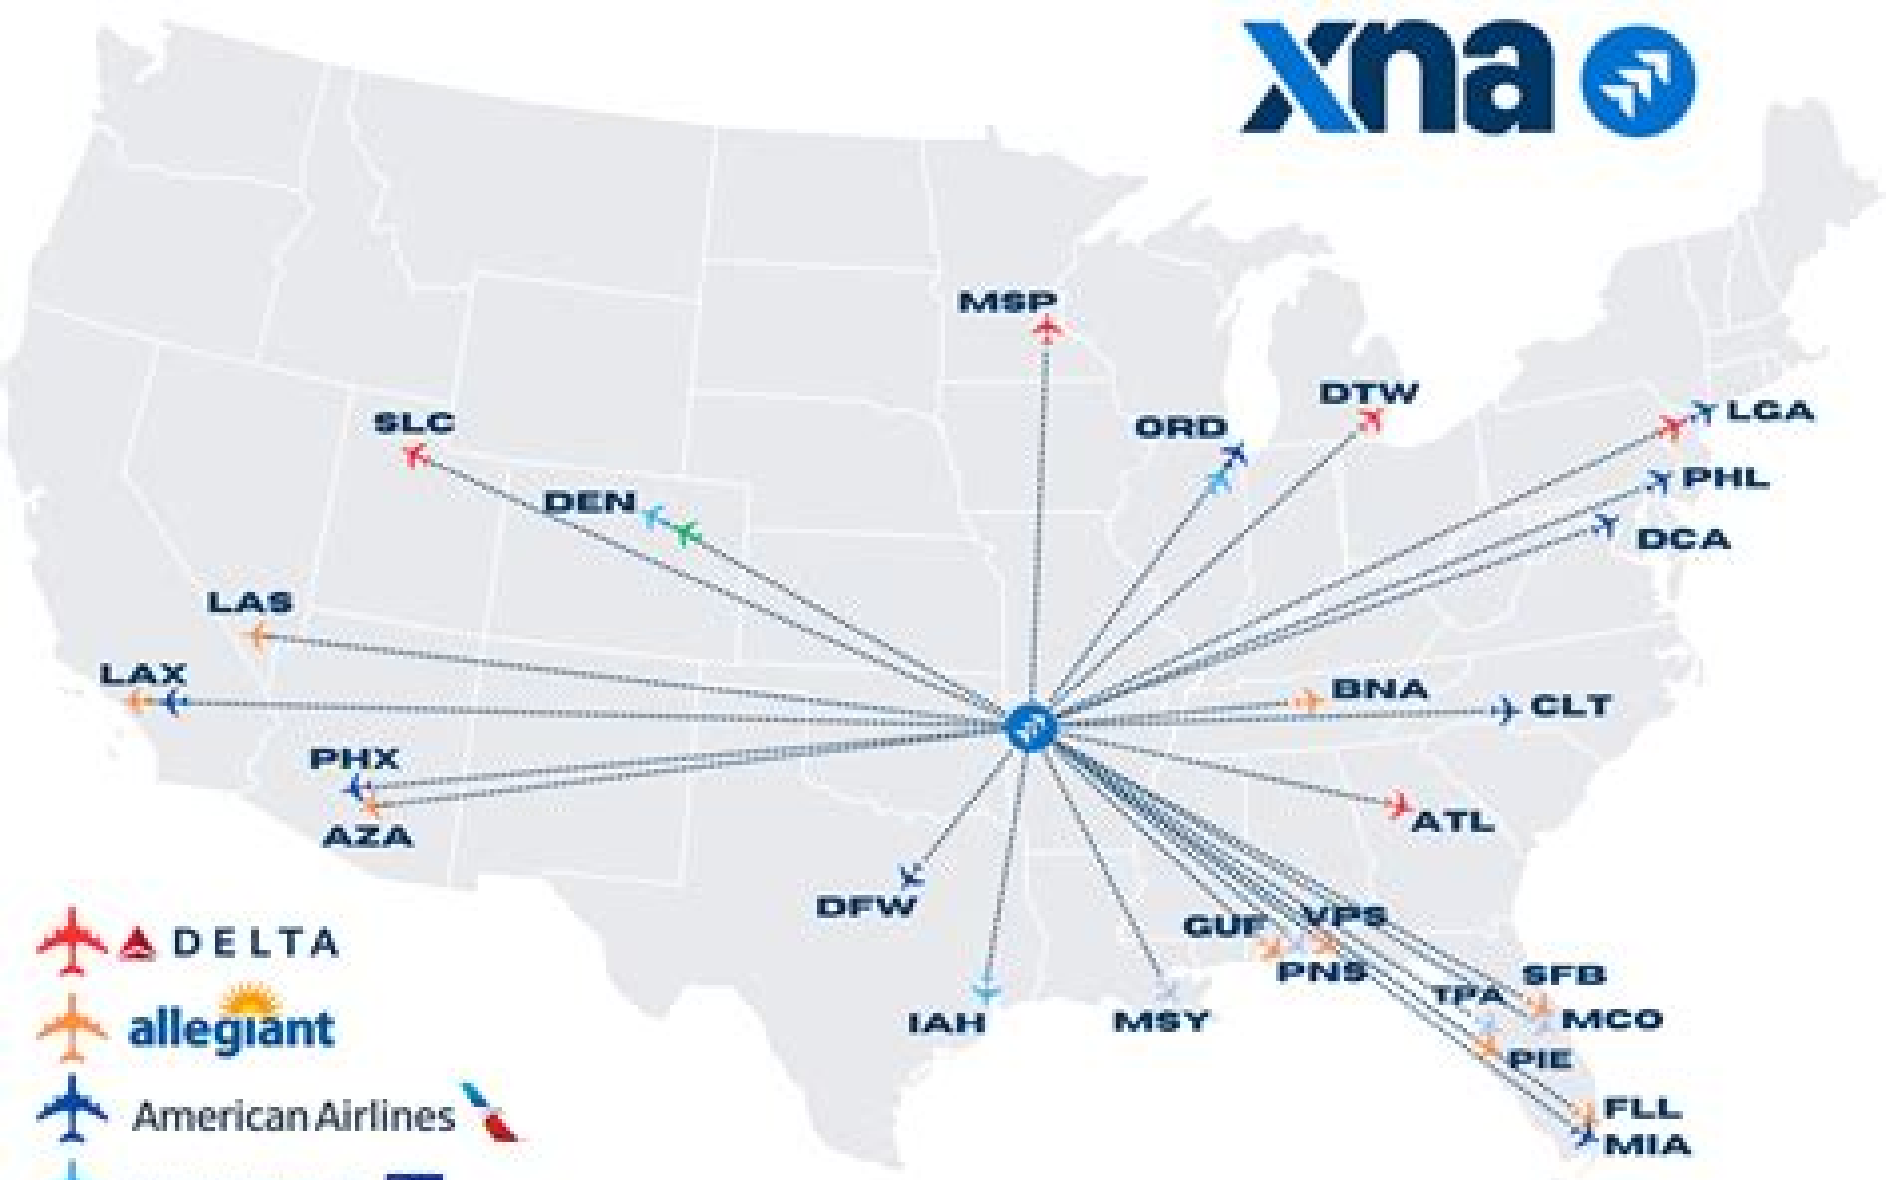 xna
MSP
DTW
SLC
ORD
LGA
PHL
DEN
DCA
LAS
LAX
BNA
CLT
PHX
ATL
AZA
DFW
GUF
VPS
PNS
SFB
TPA
IAH
MSY
MCO
PIE
FLL
MIA
DELTA
allegiant
American Airlines